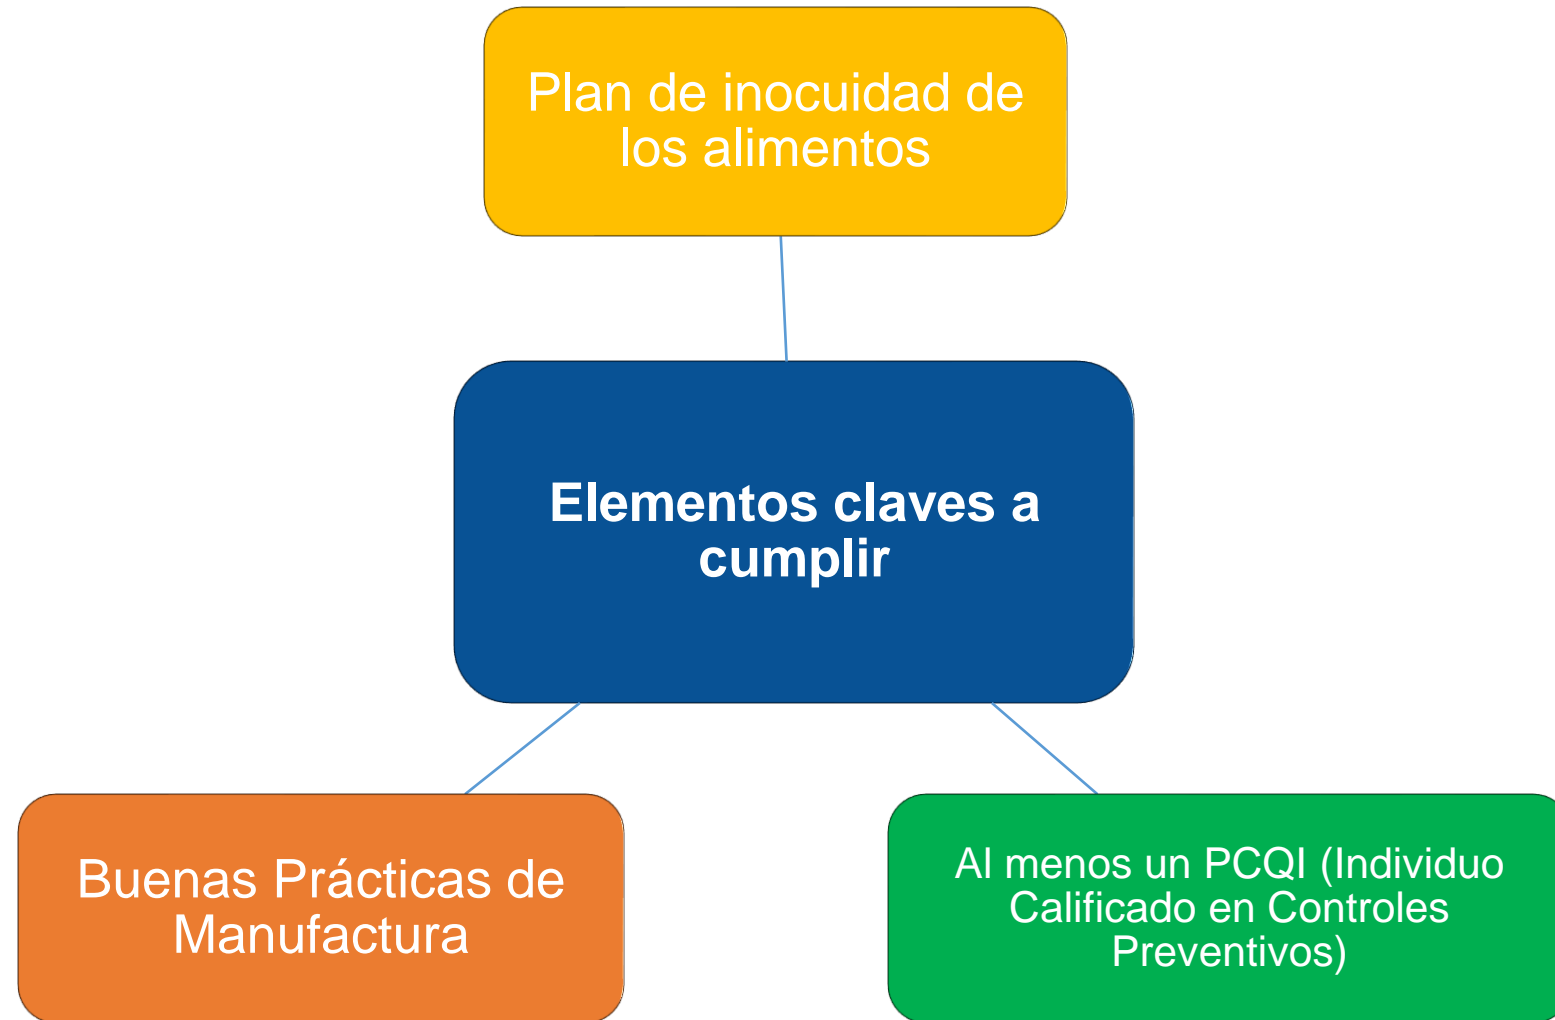 Plan de inocuidad de
los alimentos
Elementos claves a
cumplir
Buenas Prácticas de
Manufactura
Al menos un PCQI (Individuo
Calificado en Controles
Preventivos)